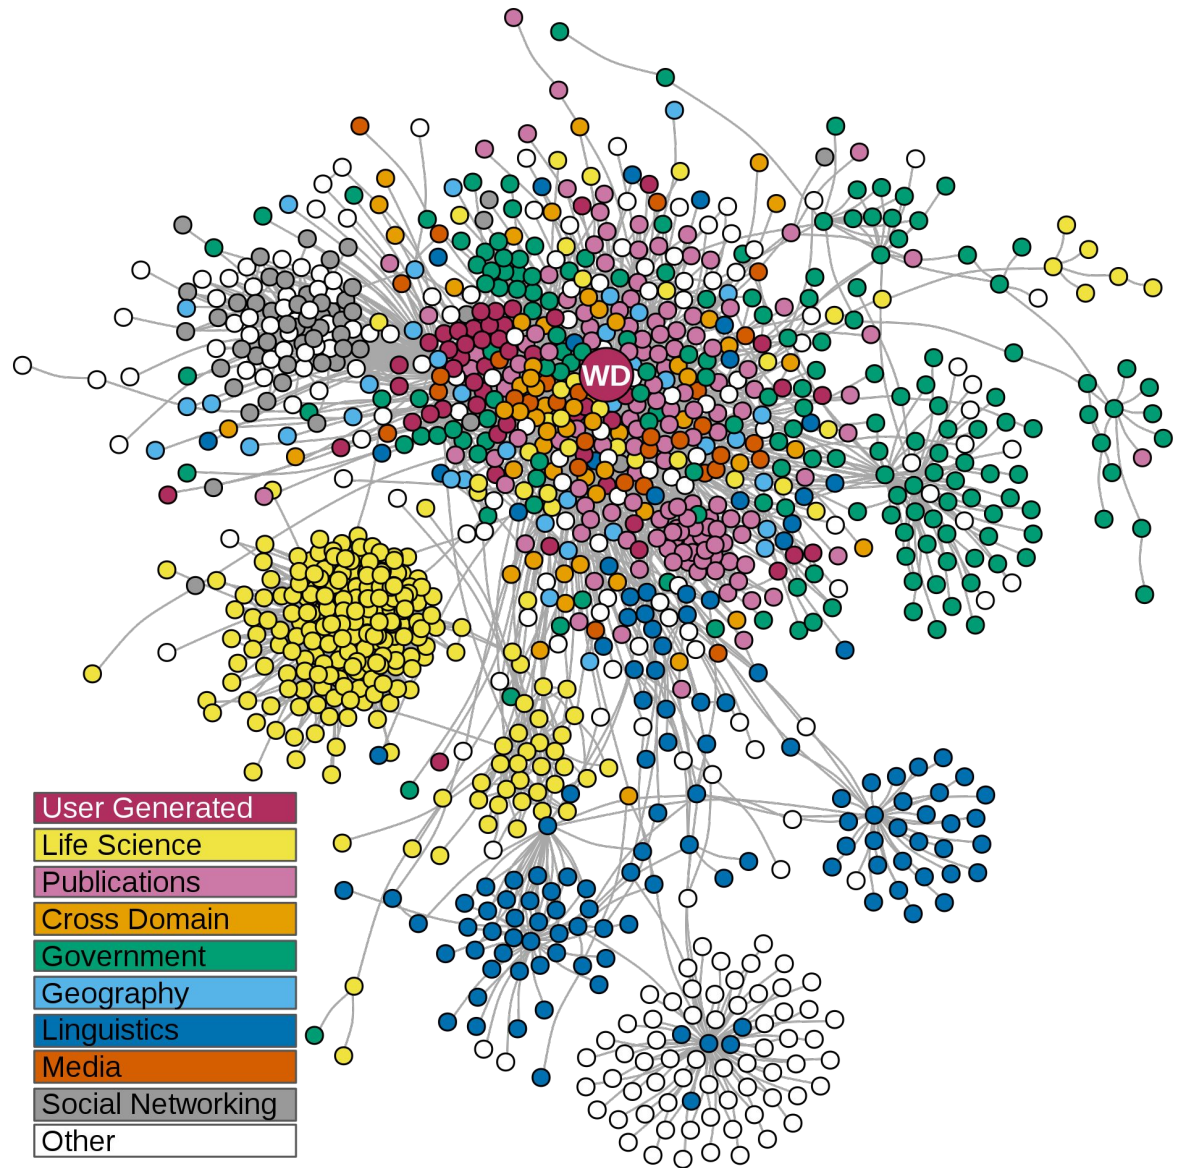 WD
User Generated
Life Science
Publications
Cross Domain
Government
Geography
Linguistics
Media
Social Networking
Other